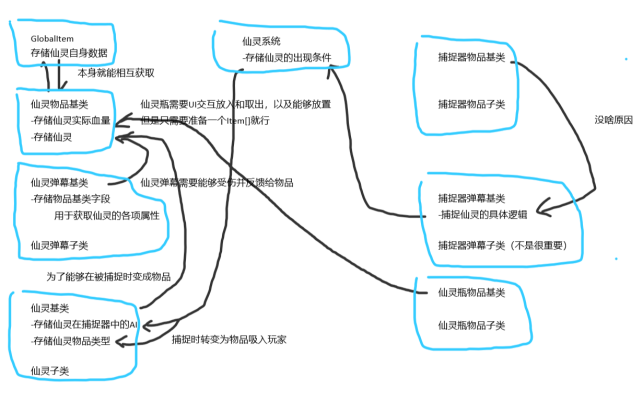 GlobalItem
存储仙灵自身数据
本身就能相互获取
仙灵物品基类
-存储仙灵实际血量
-存储仙灵
仙灵瓶需要UI交互放入和取出，以及能够放置
但是只需要准备一个Item[]就行
仙灵弹幕基类
-存储物品基类字段
用于获取仙灵的各项属性
仙灵弹幕子类
仙灵弹幕需要能够受伤并反馈给物品
为了能够在被捕捉时变成物品
仙灵基类
-存储仙灵在捕捉器中的AI
-存储仙灵物品类型
仙灵子类
捕捉时转变为物品吸入玩家
仙灵系统
-存储仙灵的出现条件
捕捉器物品基类
捕捉器物品子类
没啥原因
捕捉器弹幕基类
-捕捉仙灵的具体逻辑
捕捉器弹幕子类（不是很重要）
仙灵瓶物品基类
仙灵瓶物品子类